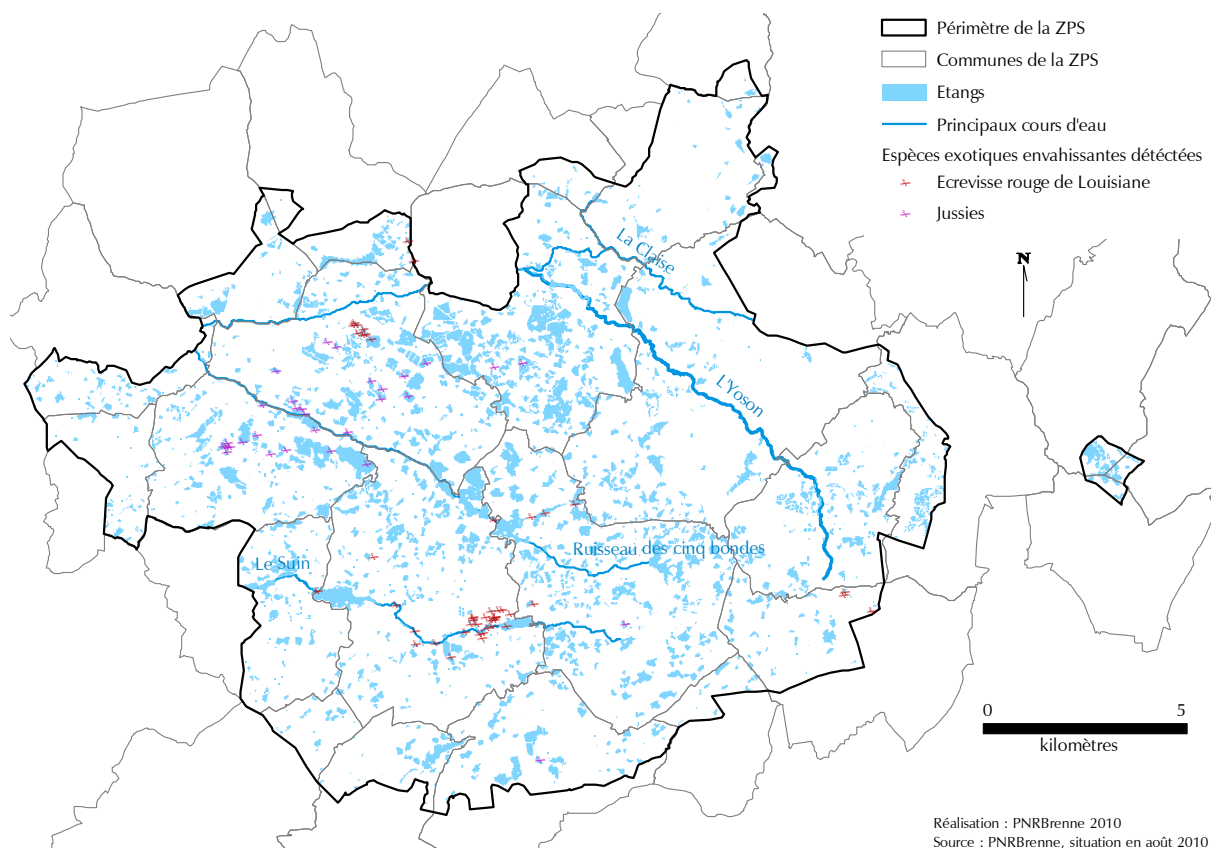 Périmètre de la ZPS
Communes de la ZPS
Etangs
Principaux cours d'eau
Espèces exotiques envahissantes détéctées
Ecrevisse rouge de Louisiane
Jussies
La Claise
N
L'Yoson
Ruisseau des cinq bondes
Le Suin
0 5
kilomètres
Réalisation : PNRBrenne 2010
Source : PNRBrenne, situation en août 2010